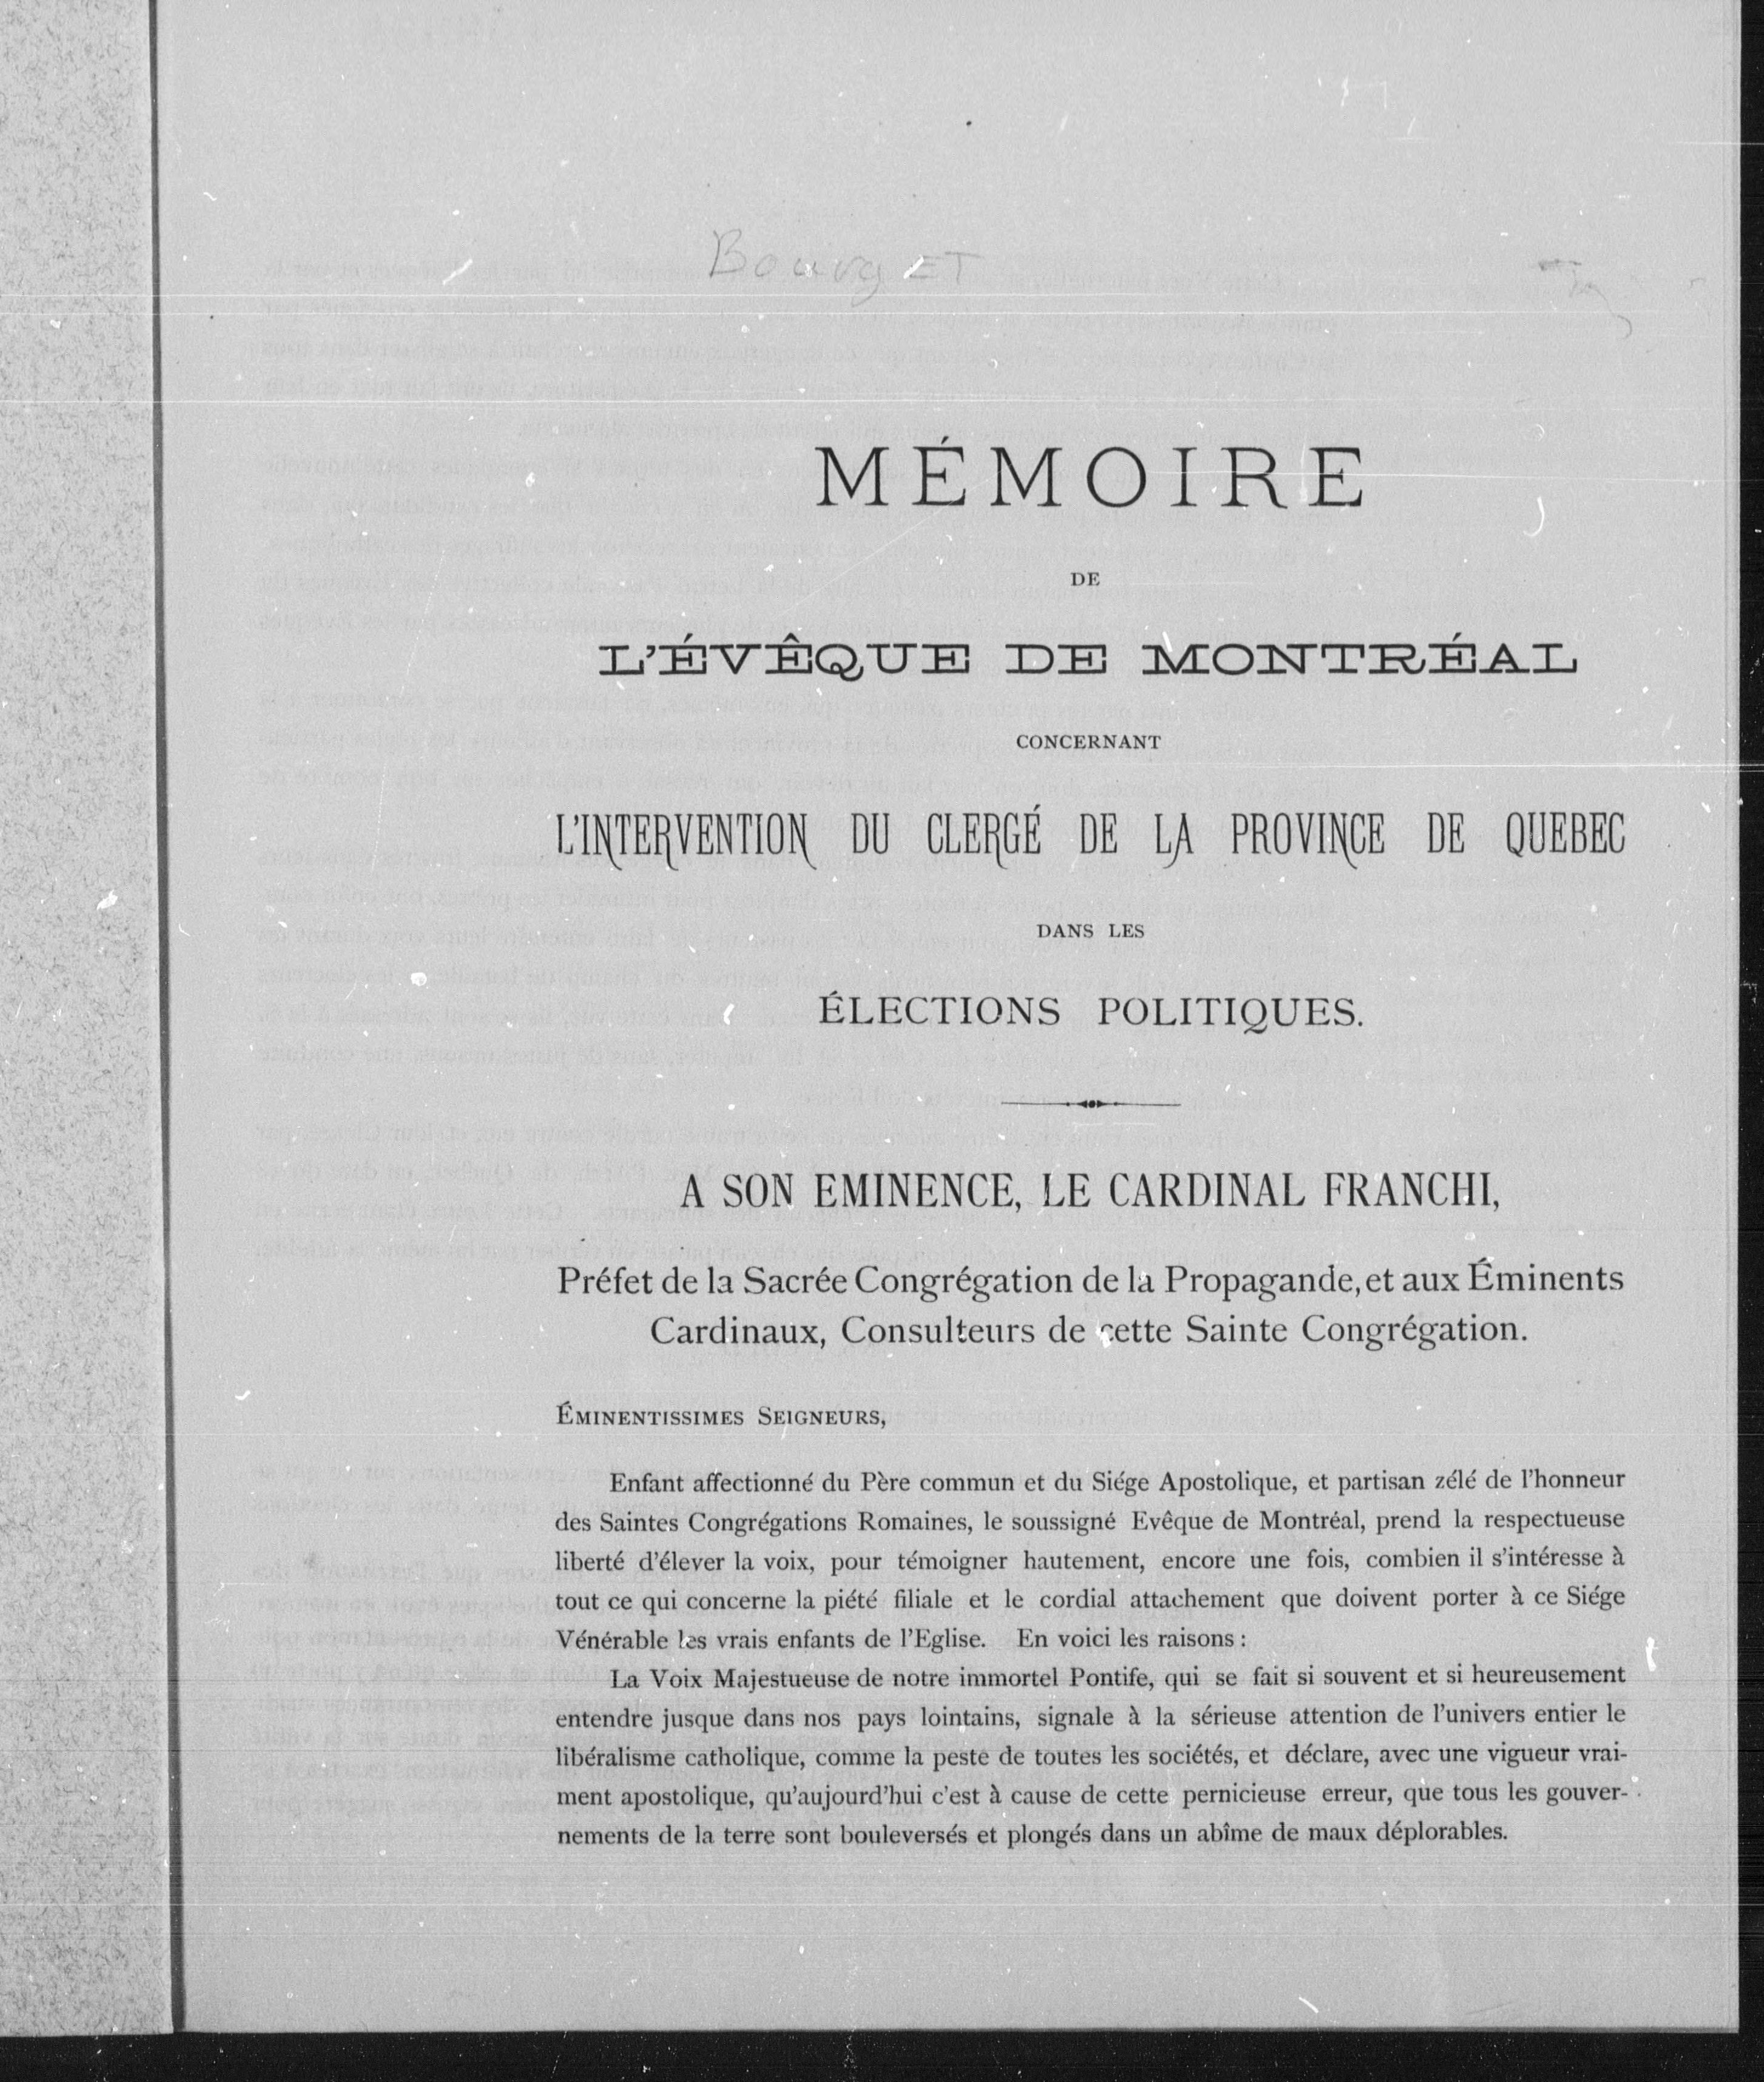 BourgET
MÉMOIRE
DE
L'ÉVÊQUE DE MONTRÉAL
CONCERNANT
L'INTERVENTION DU CLERGÉ DE LA PROVINCE DE QUEBEC
DANS LES
ÉLECTIONS POLITIQUES.
A SON EMINENCE, LE CARDINAL FRANCHI,
Préfet de la Sacrée Congrégation de la Propagande, et aux Éminents
Cardinaux, Consulteurs de cette Sainte Congrégation.
ÉMINENTISSIMES SEIGNEURS,
Enfant affectionné du Père commun et du Siége Apostolique, et partisan zélé de l'honneur
des Saintes Congrégations Romaines, le soussigné Evêque de Montréal, prend la respectueuse
liberté d'élever la voix, pour témoigner hautement, encore une fois, combien il s'intéresse à
tout ce qui concerne la piété filiale et le cordial attachement que doivent porter à ce Siége
Vénérable les vrais enfants de l'Eglise. En voici les raisons :
La Voix Majestueuse de notre immortel Pontife, qui se fait si souvent et si heureusement
entendre jusque dans nos pays lointains, signale à la sérieuse attention de l'univers entier le
libéralisme catholique, comme la peste de toutes les sociétés, et déclare, avec une vigueur vrai-
ment apostolique, qu'aujourd'hui c'est à cause de cette pernicieuse erreur, que tous les gouver-
nements de la terre sont bouleversés et plongés dans un abîme de maux déplorables.